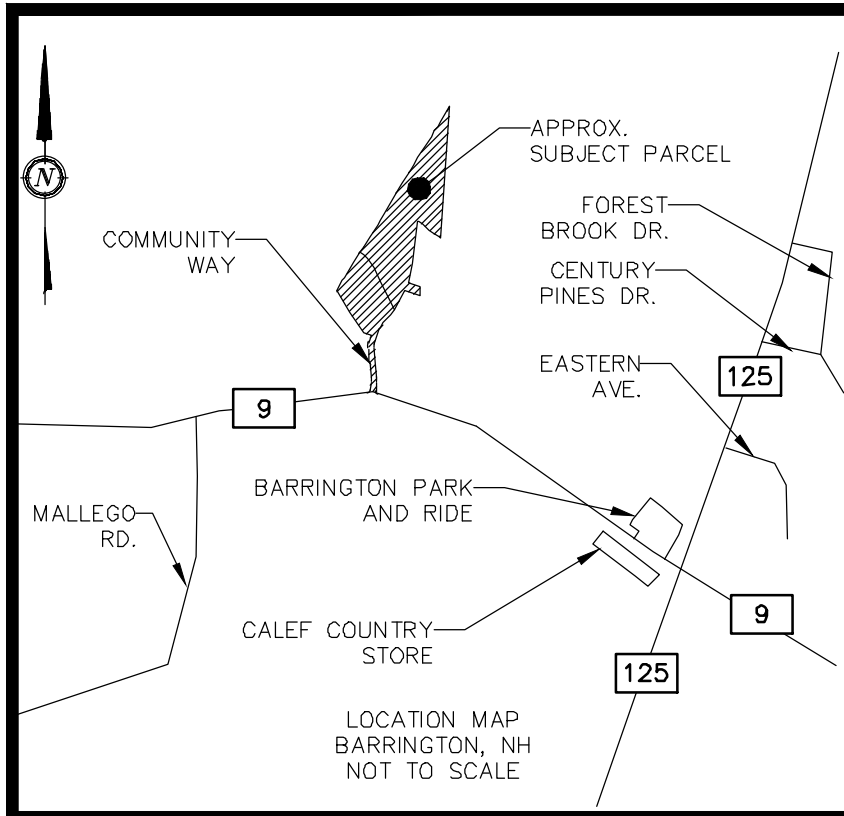 N
APPROX.
SUBJECT PARCEL
FOREST
BROOK DR.
COMMUNITY
WAY
CENTURY
PINES DR.
EASTERN
AVE.
125
9
BARRINGTON PARK
AND RIDE
MALLEGO
RD.
CALEF COUNTRY
STORE
9
125
LOCATION MAP
BARRINGTON, NH
NOT TO SCALE